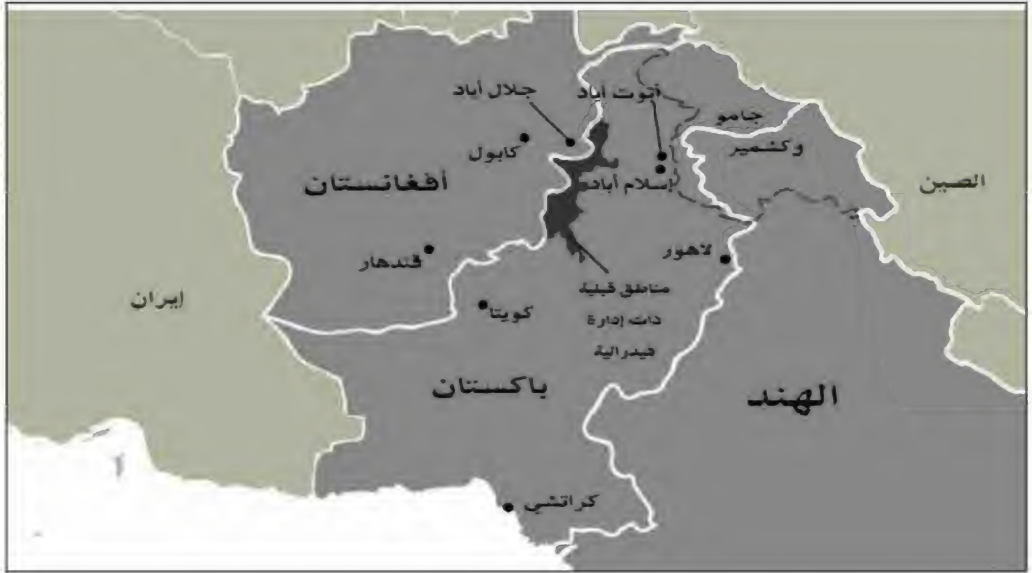 جلال أباد
أتوت أباد
جامو
وكشمير
كابول
أفغانستان
إسلام أباد
الصين
لاهور
قندهار
مناطق قبلية
ذات إدارة
فيدرالية
إيران
كويتا
باكستان
الهند
كراتشي